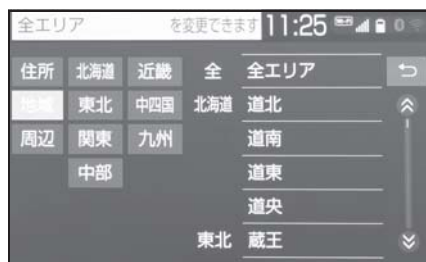 全エリア を変更できます 11:25 0
住所 北海道 近畿 全 全エリア
地域 東北 中四国 北海道 道北
周辺 関東 九州 道南
中部 道東
道央
東北 蔵王